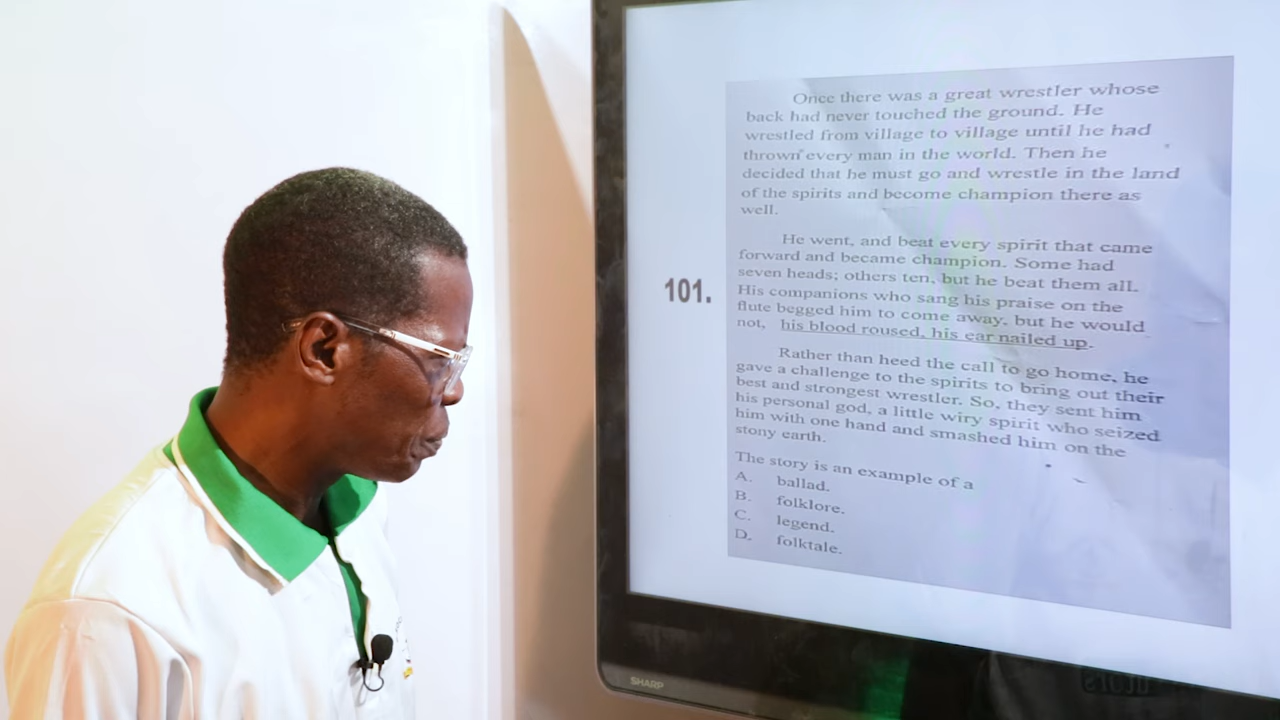 Once there was a great wrestler whose
back had never touched the ground. He
wrestled from village to village until he had
thrown every man in the world. Then he
decided that he must go and wrestle in the land
of the spirits and become champion there as
well.
He went, and beat every spirit that came
forward and became champion. Some had
seven heads; others ten, but he beat them all.
101.
His companions who sang his praise on the
flute begged him to come away, but he would
not, his blood roused, his ear nailed up.
Rather than heed the call to go home, he
gave a challenge to the spirits to bring out their
best and strongest wrestler. So, they sent him
his personal god, a little wiry spirit who seized
him with one hand and smashed him on the
stony earth.
The story is an example of a
A. ballad.
B. folklore.
C. legend.
D. folktale.
SHARP